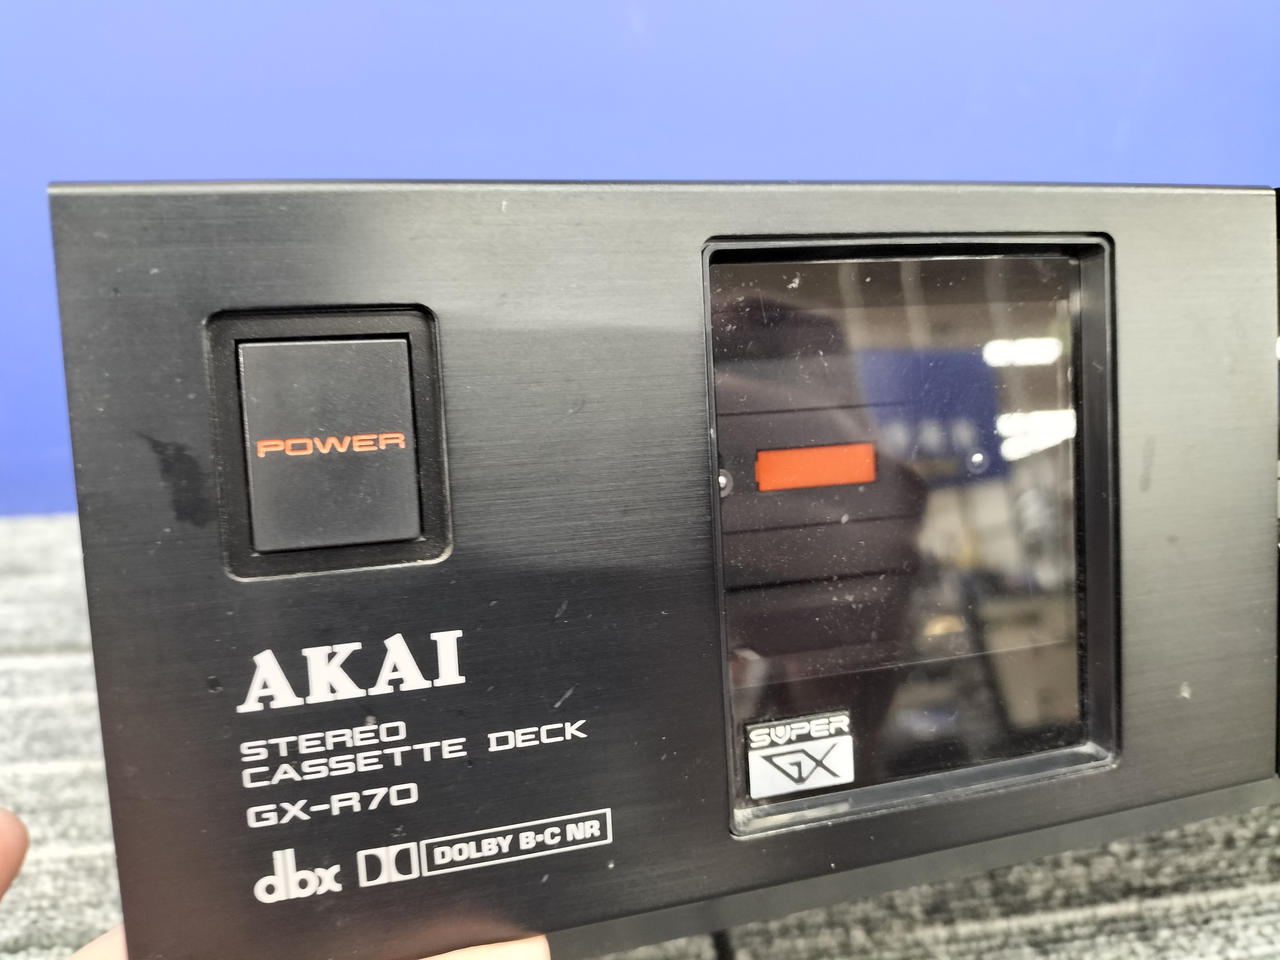 POWER
AKAI
STEREO
CASSETTE DECK
GX-R70
dbx DOLBY B•C NR
SUPER
GX